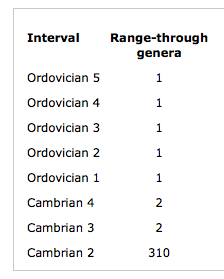 Interval Range-through
genera
Ordovician 5 1
Ordovician 4 1
Ordovician 3 1
Ordovician 2 1
Ordovician 1 1
Cambrian 4 2
Cambrian 3 2
Cambrian 2 310